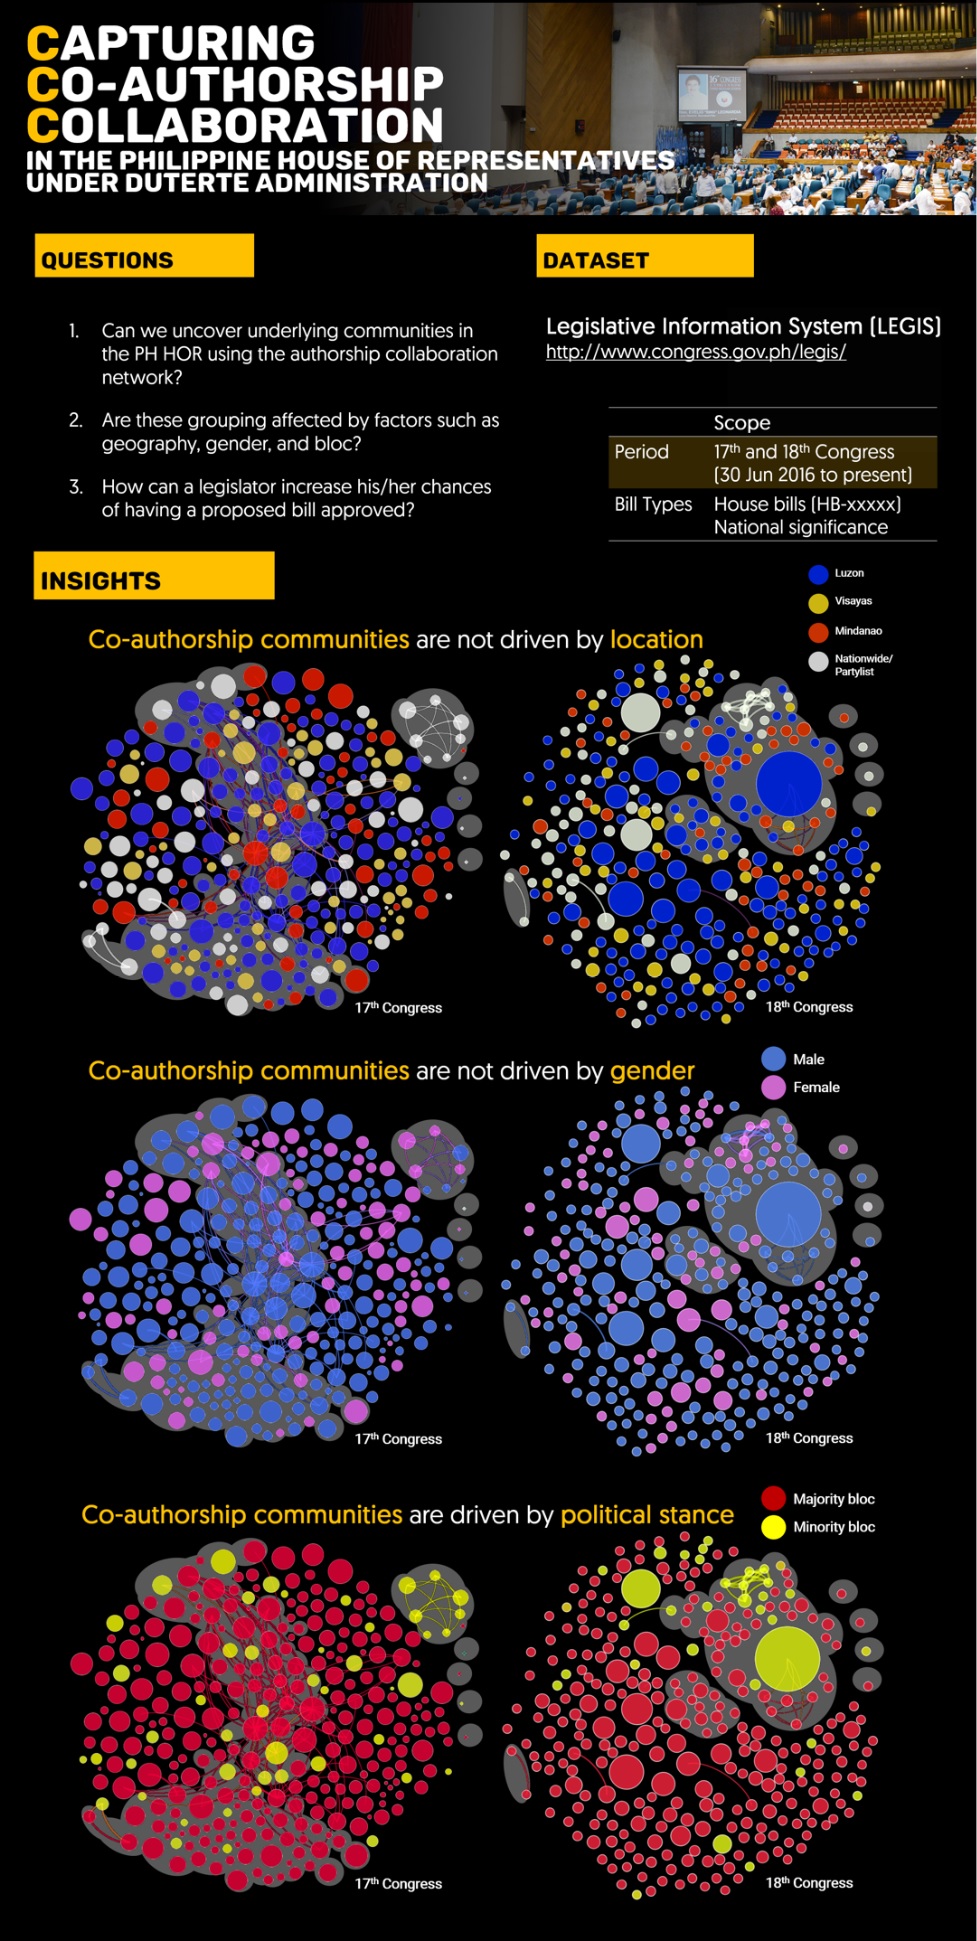 CAPTURING
CO-AUTHORSHIP
COLLABORATION
IN THE PHILIPPINE HOUSE OF REPRESENTATIVES
UNDER DUTERTE ADMINISTRATION
QUESTIONS
1. Can we uncover underlying communities in
the PH HOR using the authorship collaboration
network?
2. Are these grouping affected by factors such as
geography, gender, and bloc?
3. How can a legislator increase his/her chances
of having a proposed bill approved?
DATASET
Legislative Information System (LEGIS)
http://www.congress.gov.ph/legis/
Scope
Period 17th and 18th Congress
(30 Jun 2016 to present)
Bill Types House bills (HB-xxxxx)
National significance
INSIGHTS
Luzon
Visayas
Mindanao
Nationwide/
Partylist
Co-authorship communities are not driven by location
17th Congress
18th Congress
Co-authorship communities are not driven by gender
Male
Female
17th Congress
18th Congress
Co-authorship communities are driven by political stance
Majority bloc
Minority bloc
17th Congress
18th Congress